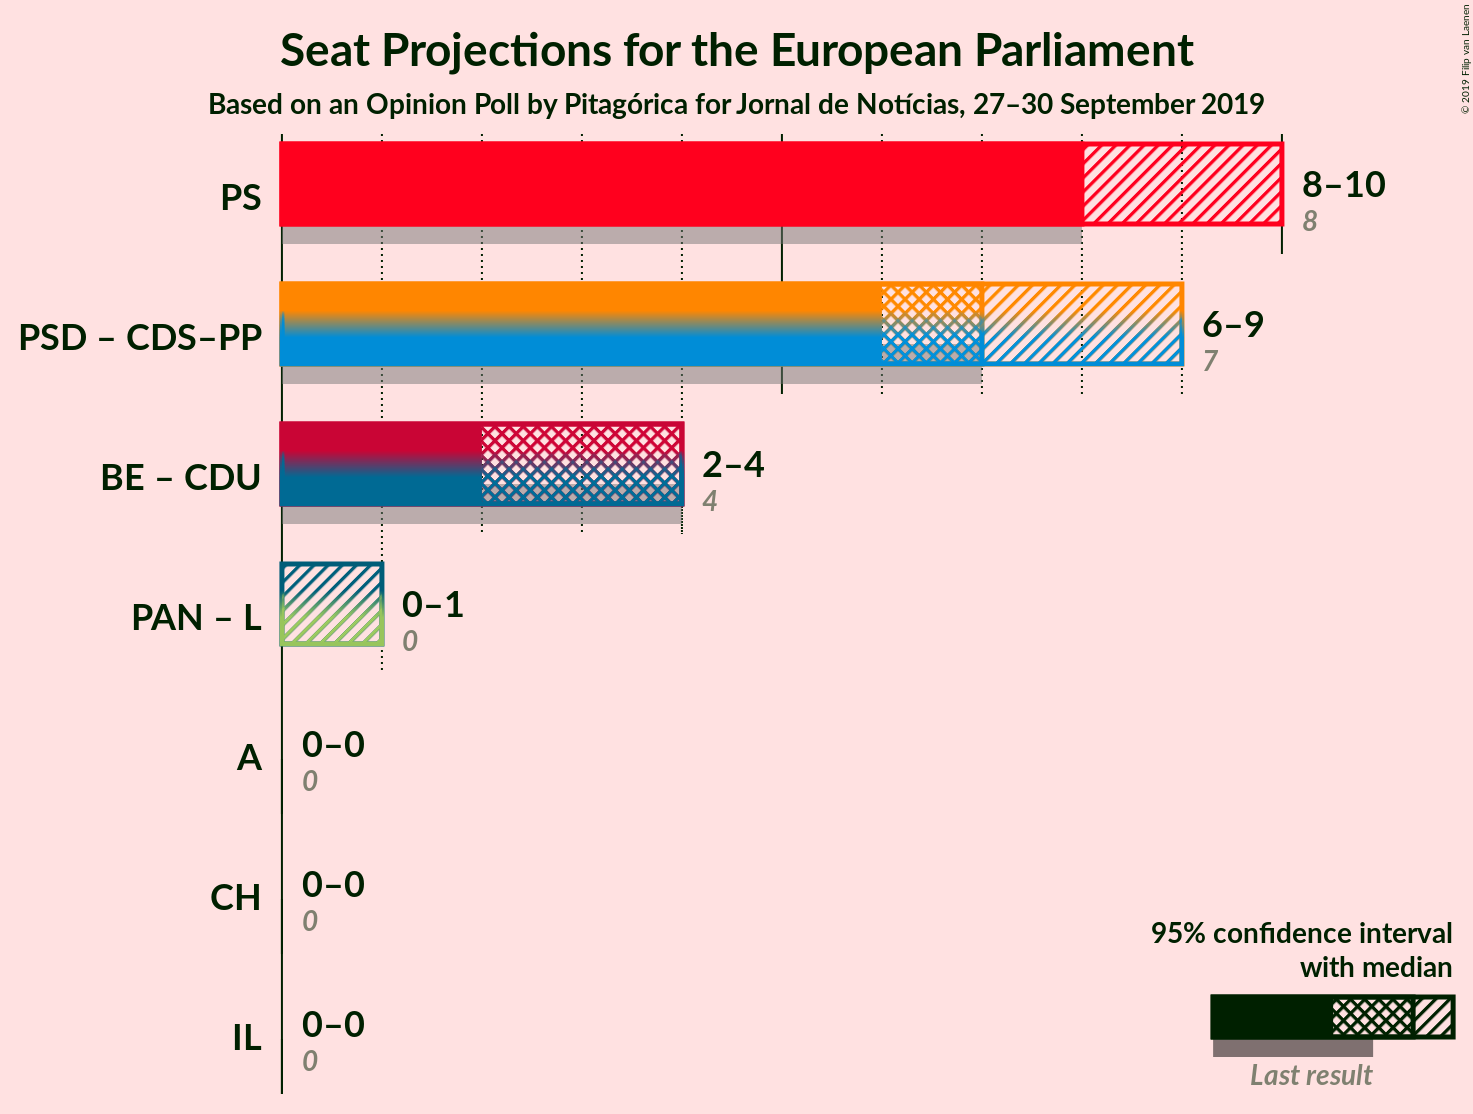 Seat Projections for the European Parliament
Based on an Opinion Poll by Pitagórica for Jornal de Notícias, 27–30 September 2019
© 2019 Filip van Laenen
PS
8–10
8
PSD – CDS–PP
6–9
7
BE – CDU
2–4
4
PAN – L
0–1
0
A
0–0
0
CH
0–0
0
IL
0–0
0
95% confidence interval
with median
Last result